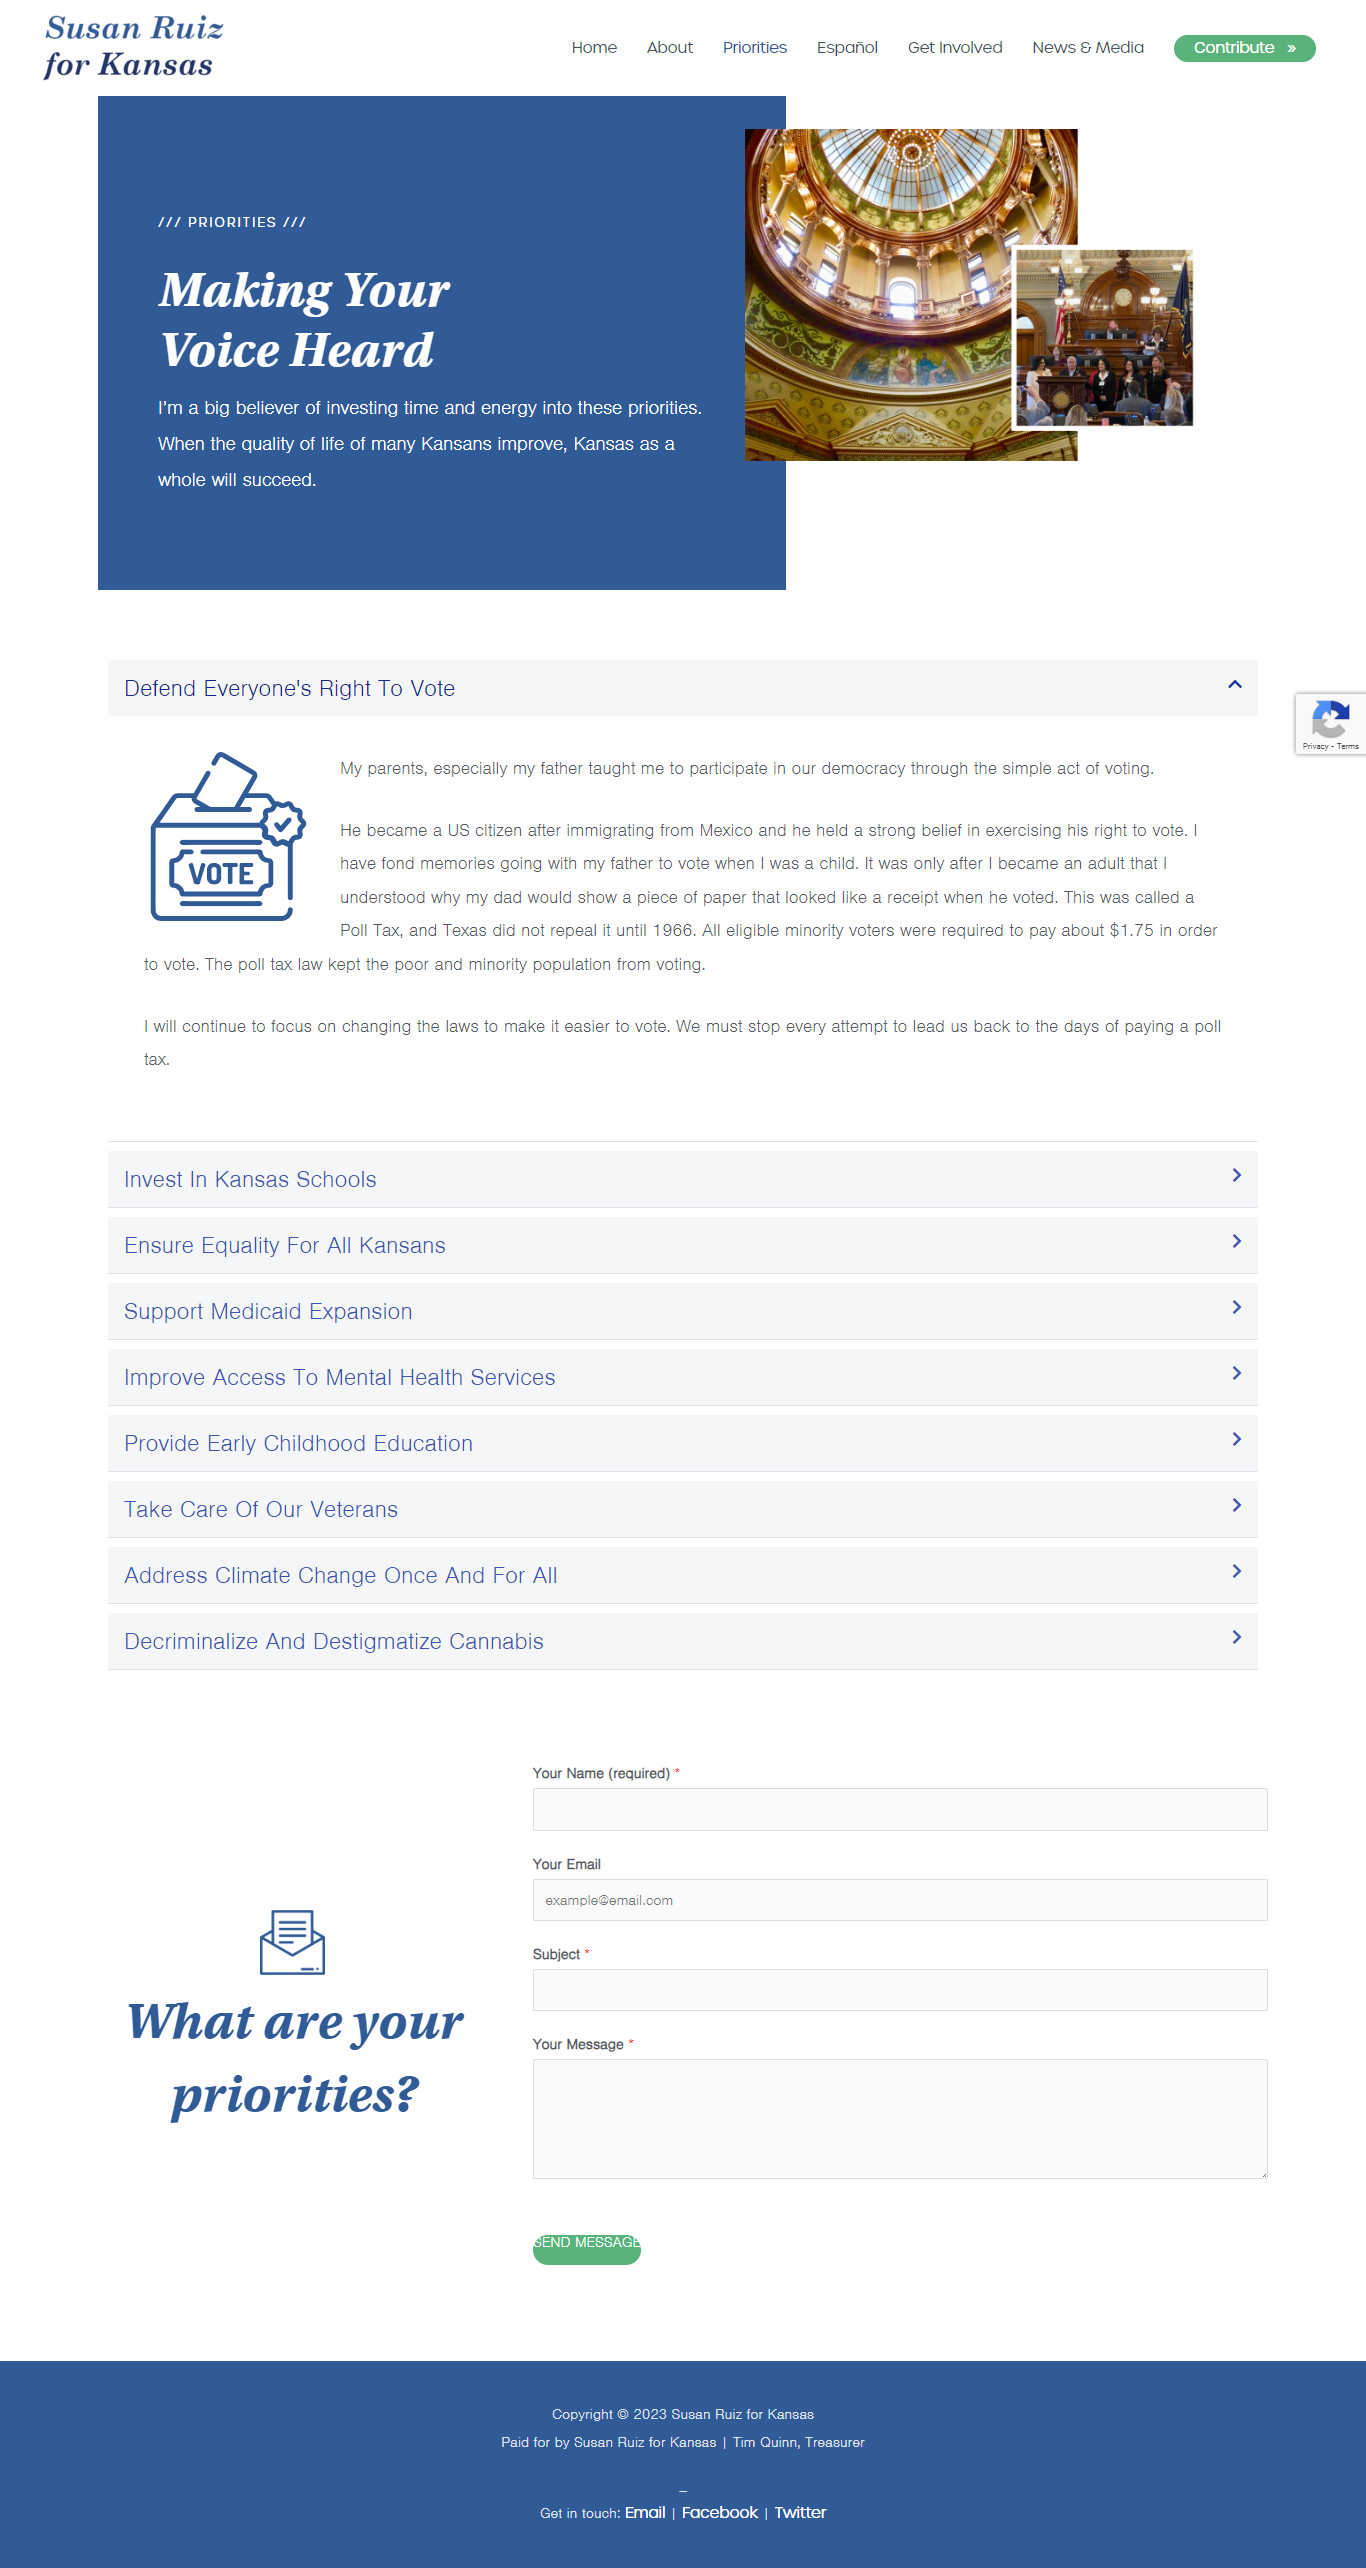 Susan Ruiz
for Kansas
Home About Priorities Español Get Involved News & Media Contribute »
/// PRIORITIES ///
Making Your
Voice Heard
I'm a big believer of investing time and energy into these priorities.
When the quality of life of many Kansans improve, Kansas as a
whole will succeed.
Defend Everyone's Right To Vote
Privacy - Terms
VOTE
My parents, especially my father taught me to participate in our democracy through the simple act of voting.
He became a US citizen after immigrating from Mexico and he held a strong belief in exercising his right to vote. I
have fond memories going with my father to vote when I was a child. It was only after I became an adult that I
understood why my dad would show a piece of paper that looked like a receipt when he voted. This was called a
Poll Tax, and Texas did not repeal it until 1966. All eligible minority voters were required to pay about $1.75 in order
to vote. The poll tax law kept the poor and minority population from voting.
I will continue to focus on changing the laws to make it easier to vote. We must stop every attempt to lead us back to the days of paying a poll
tax.
Invest In Kansas Schools
Ensure Equality For All Kansans
Support Medicaid Expansion
Improve Access To Mental Health Services
Provide Early Childhood Education
Take Care Of Our Veterans
Address Climate Change Once And For All
Decriminalize And Destigmatize Cannabis
What are your
priorities?
Your Name (required) *
Your Email
example@email.com
Subject *
Your Message *
SEND MESSAGE
Copyright © 2023 Susan Ruiz for Kansas
Paid for by Susan Ruiz for Kansas | Tim Quinn, Treasurer
–
Get in touch: Email | Facebook | Twitter